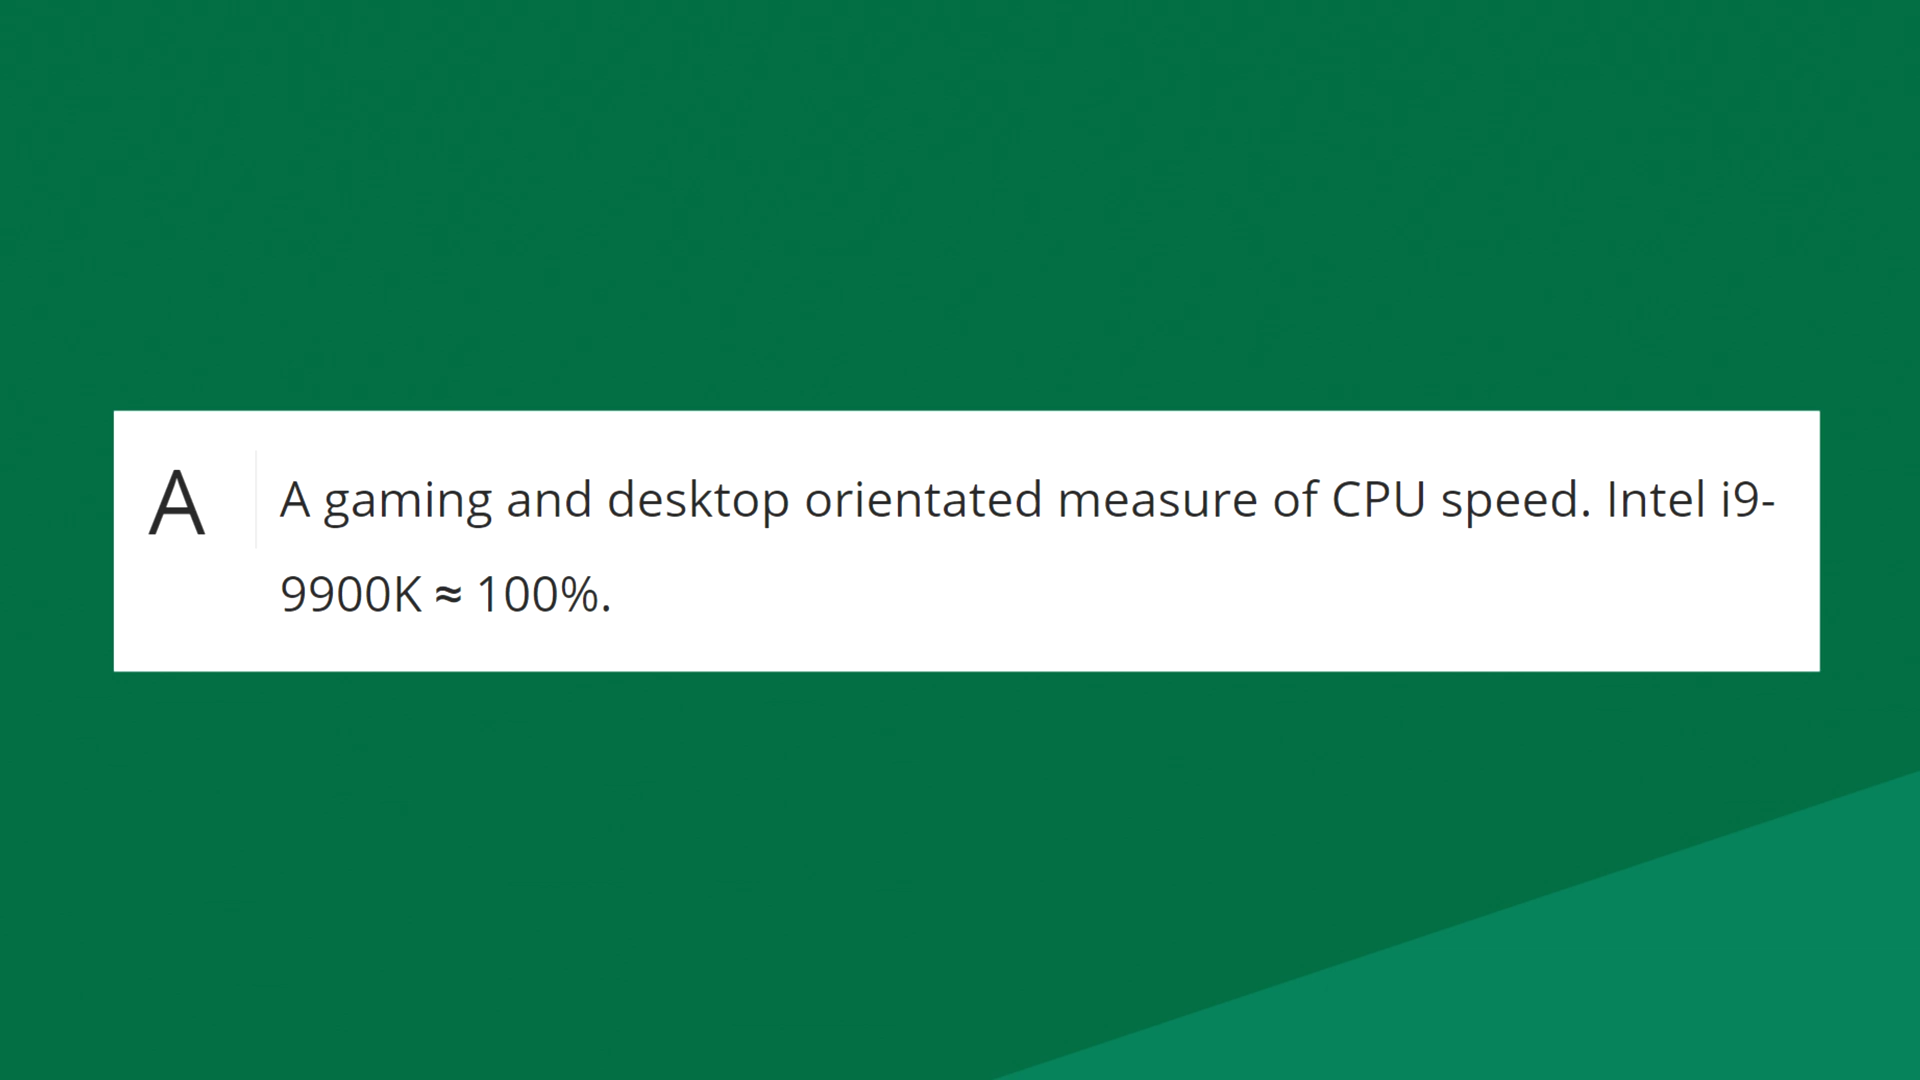 A
A gaming and desktop orientated measure of CPU speed. Intel i9-
9900K ≈ 100%.